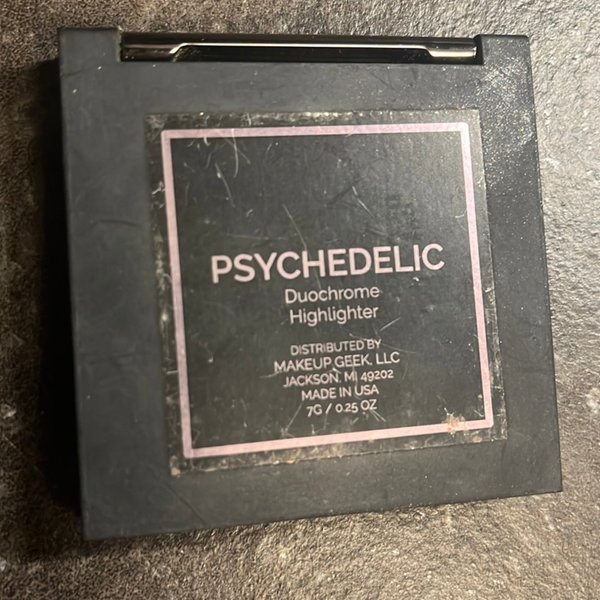 PSYCHEDELIC
Duochrome
Highlighter
DISTRIBUTED BY
MAKEUP GEEK, LLC
JACKSON, MI 49202
MADE IN USA
7G / 0.25 OZ